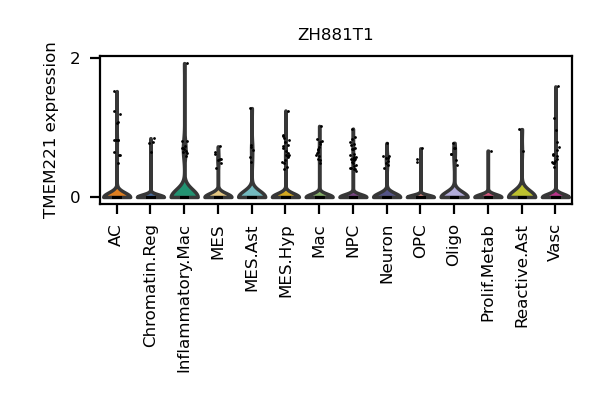 ZH881T1
TMEM221 expression
2
0
AC
Chromatin.Reg
Inflammatory.Mac
MES
MES.Ast
MES.Hyp
Mac
NPC
Neuron
OPC
Oligo
Prolif.Metab
Reactive.Ast
Vasc